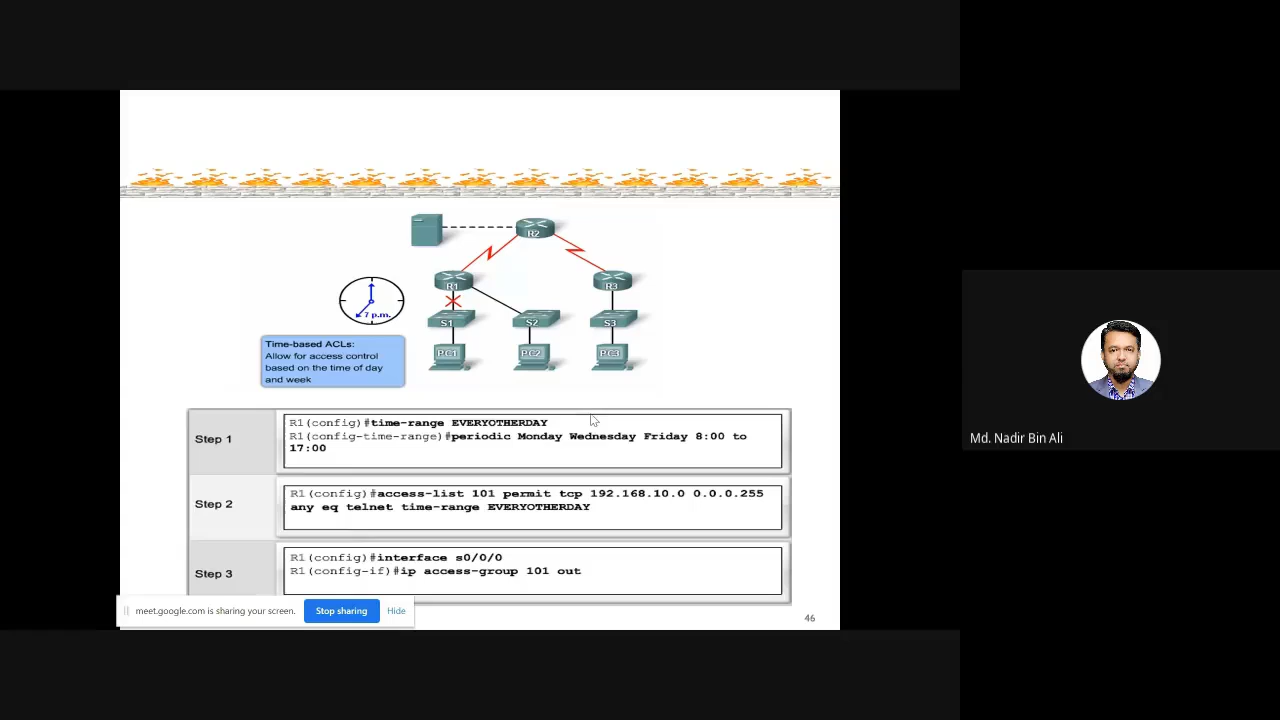 R2
R1
R3
7 p.m.
S1
S2
S3
Time-based ACLs:
Allow for access control
based on the time of day
and week
PC1
PC2
PC3
Step 1
R1(config)#time-range EVERYOTHERDAY
R1(config-time-range)#periodic Monday Wednesday Friday 8:00 to
17:00
Step 2
R1(config)#access-list 101 permit tcp 192.168.10.0 0.0.0.255
any eq telnet time-range EVERYOTHERDAY
Step 3
R1(config)#interface s0/0/0
R1(config-if)#ip access-group 101 out
meet.google.com is sharing your screen.
Stop sharing
Hide
46
Md. Nadir Bin Ali